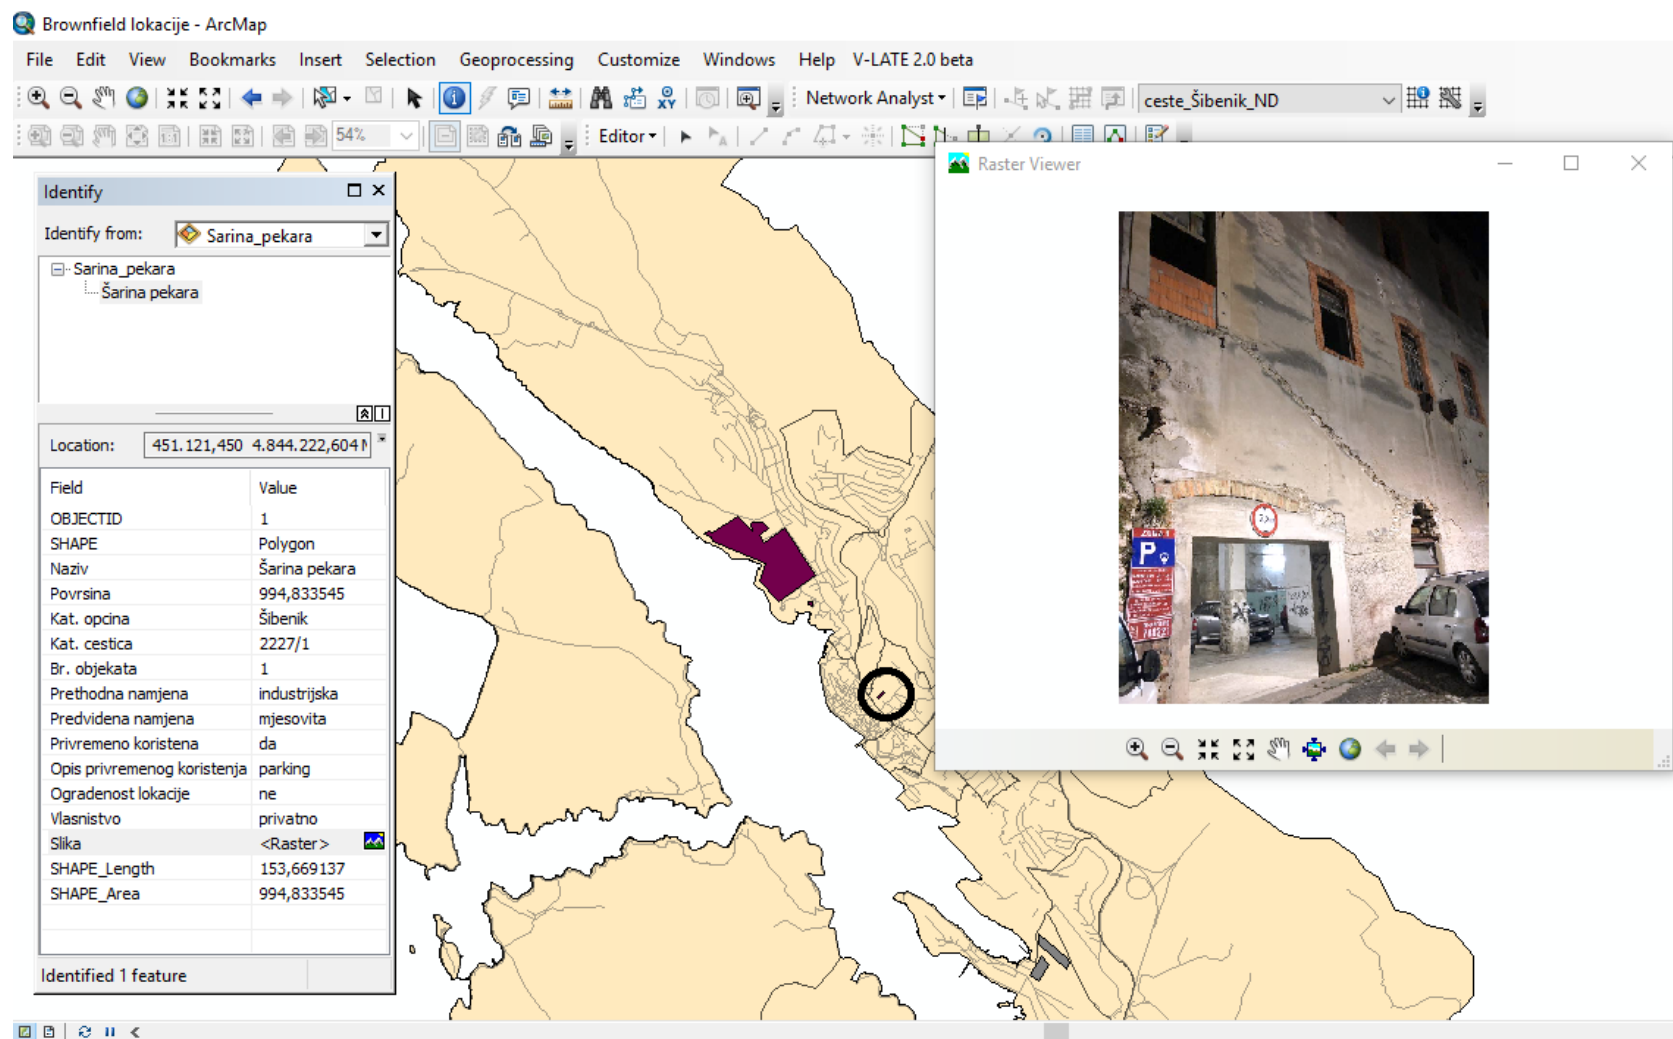 Brownfield lokacije - ArcMap
File Edit View Bookmarks Insert Selection Geoprocessing Customize Windows Help V-LATE 2.0 beta
Network Analyst ceste_Šibenik_ND
54% Editor
Raster Viewer
Identify
Identify from: Sarina_pekara
Sarina_pekara
Šarina pekara
Location: 451.121,450 4.844.222,604
Field Value
OBJECTID 1
SHAPE Polygon
Naziv Šarina pekara
Povrsina 994,833545
Kat. opcina Šibenik
Kat. cestica 2227/1
Br. objekata 1
Prethodna namjena industrijska
Predvidena namjena mjesovita
Privremeno koristena da
Opis privremenog koristenja parking
Ogradenost lokacije ne
Vlasnistvo privatno
Slika <Raster>
SHAPE_Length 153,669137
SHAPE_Area 994,833545
Identified 1 feature
P